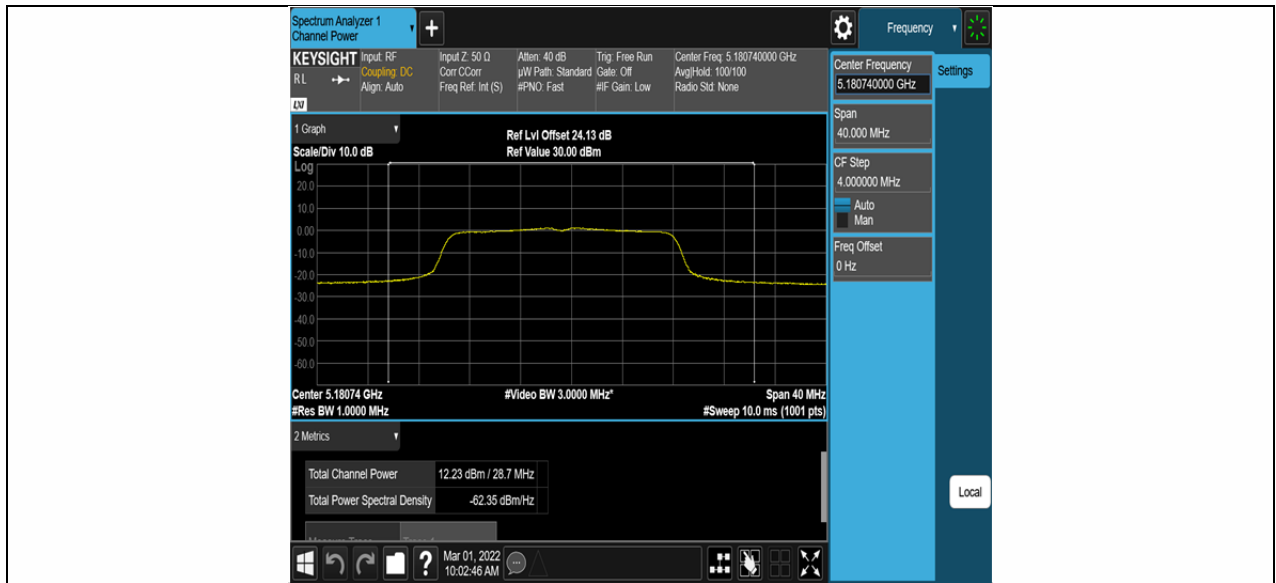 Spectrum Analyzer 1
Channel Power
+
Frequency
KEYSIGHT
RL
LXI
Input: RF
Coupling: DC
Align: Auto
Input Z: 50 Ω
Corr CCorr
Freq Ref: Int (S)
Atten: 40 dB
µW Path: Standard
#PNO: Fast
Trig: Free Run
Gate: Off
#IF Gain: Low
Center Freq: 5.180740000 GHz
Avg|Hold: 100/100
Radio Std: None
Center Frequency
5.180740000 GHz
Settings
Span
40.000 MHz
CF Step
4.000000 MHz
Auto
Man
Freq Offset
0 Hz
Local
1 Graph
Scale/Div 10.0 dB
Ref Lvl Offset 24.13 dB
Ref Value 30.00 dBm
Log
20.0
10.0
0.00
-10.0
-20.0
-30.0
-40.0
-50.0
-60.0
Center 5.18074 GHz
#Res BW 1.0000 MHz
#Video BW 3.0000 MHz*
Span 40 MHz
#Sweep 10.0 ms (1001 pts)
2 Metrics
Total Channel Power 12.23 dBm / 28.7 MHz
Total Power Spectral Density -62.35 dBm/Hz
?
Mar 01, 2022
10:02:46 AM